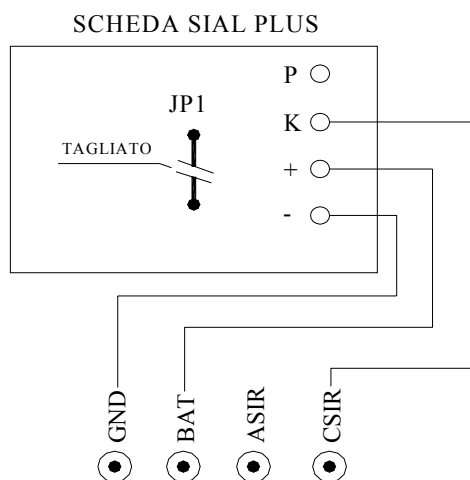 SCHEDA SIAL PLUS
P
JP1
K
TAGLIATO
+
-
GND
BAT
ASIR
CSIR